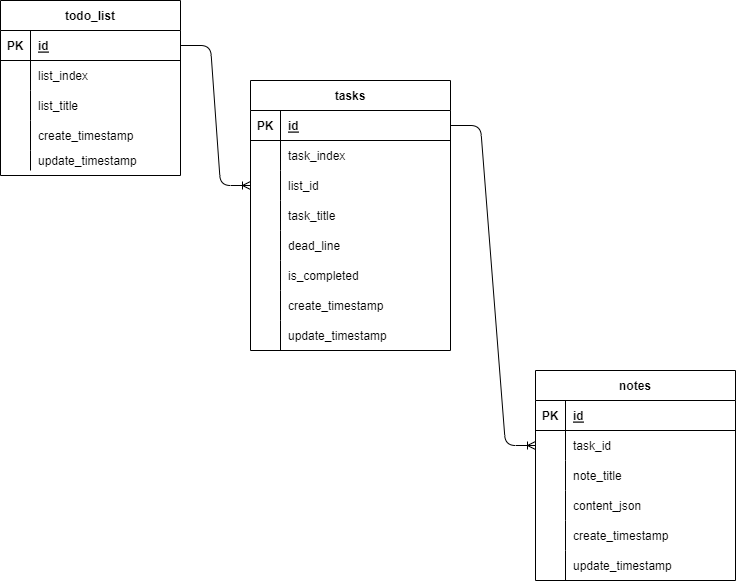 todo_list
PK id
list_index
list_title
create_timestamp
update_timestamp
tasks
PK id
task_index
list_id
task_title
dead_line
is_completed
create_timestamp
update_timestamp
notes
PK id
task_id
note_title
content_json
create_timestamp
update_timestamp